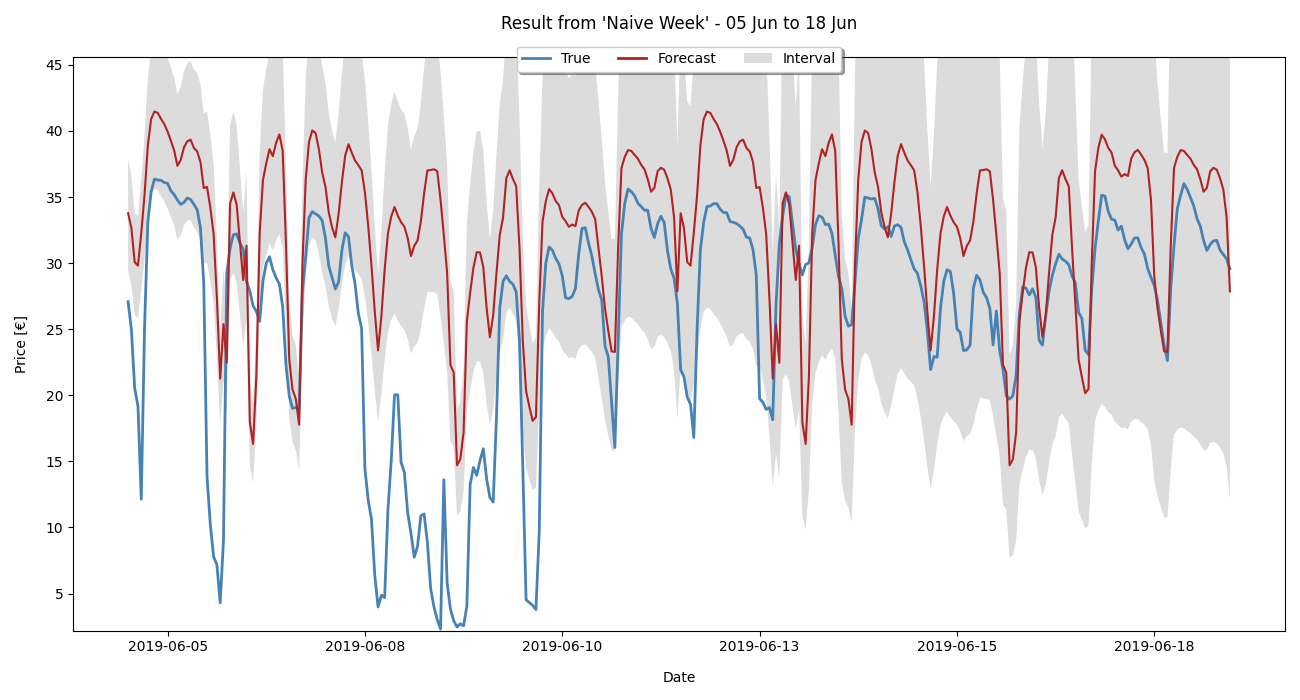 Result from 'Naive Week' - 05 Jun to 18 Jun
True Forecast Interval
45
40
35
30
25
20
15
10
5
Price [€]
2019-06-05 2019-06-08 2019-06-10 2019-06-13 2019-06-15 2019-06-18
Date